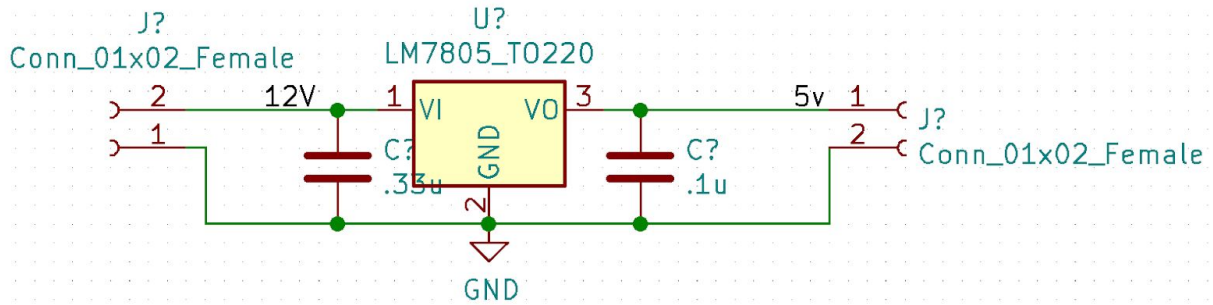 J?
Conn_01x02_Female
2
1
12V
C?
.33u
U?
LM7805_TO220
1
VI
VO
3
GND
2
GND
C?
.1u
5v
1
2
J?
Conn_01x02_Female